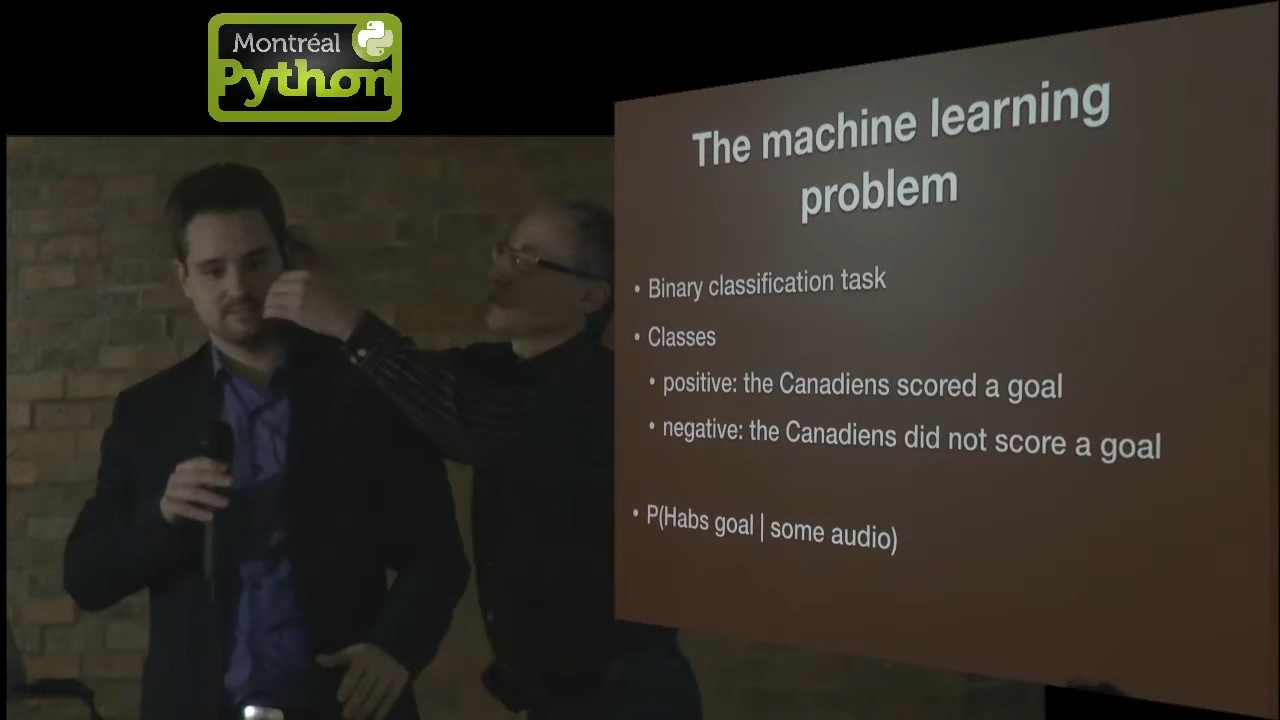 Montréal
Python
The machine learning
problem
• Binary classification task
• Classes
• positive: the Canadiens scored a goal
• negative: the Canadiens did not score a goal
• P(Habs goal | some audio)